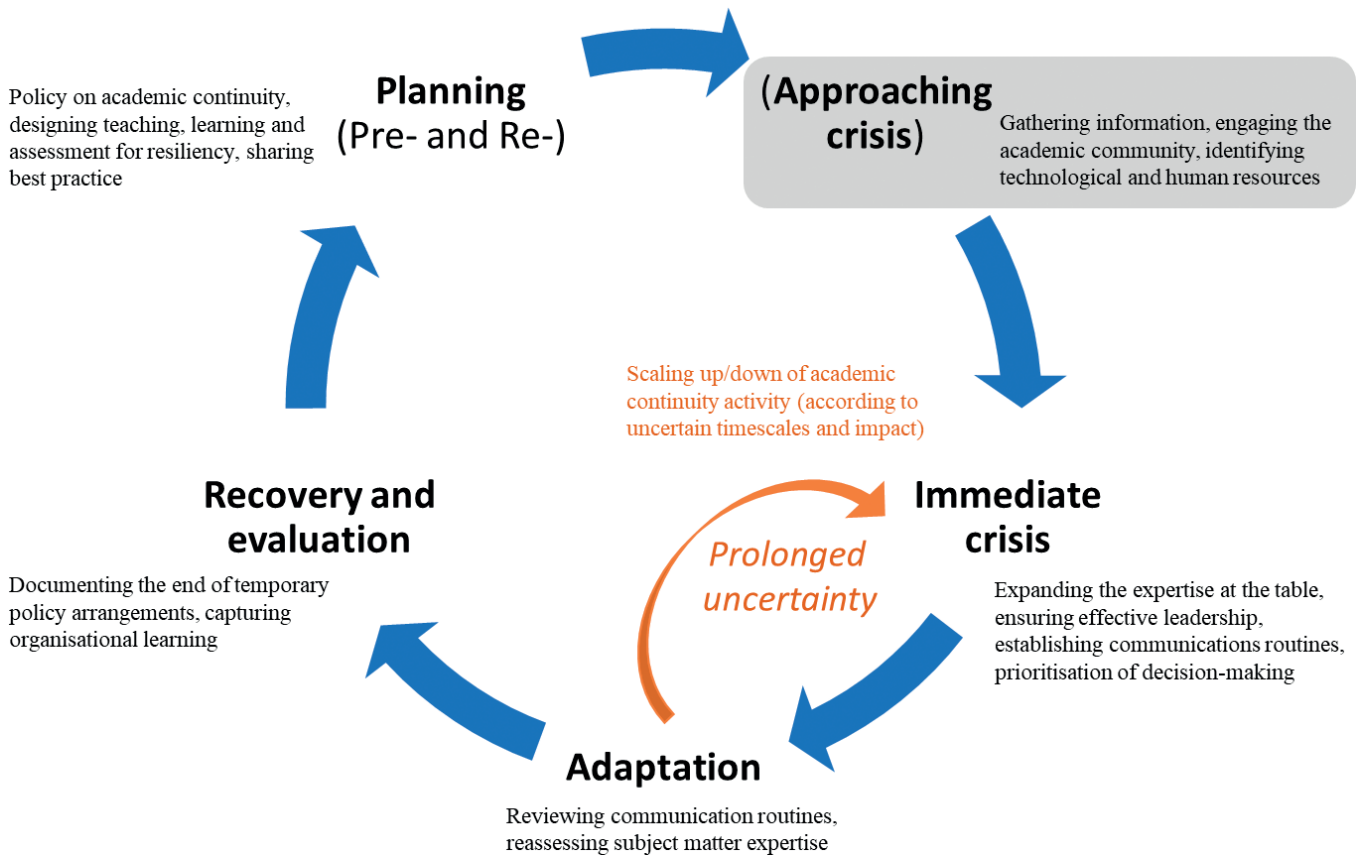 Planning
(Pre- and Re-)
Policy on academic continuity,
designing teaching, learning and
assessment for resiliency, sharing
best practice
(Approaching
crisis)
Gathering information, engaging the
academic community, identifying
technological and human resources
Scaling up/down of academic
continuity activity (according to
uncertain timescales and impact)
Prolonged
uncertainty
Immediate
crisis
Expanding the expertise at the table,
ensuring effective leadership,
establishing communications routines,
prioritisation of decision-making
Adaptation
Reviewing communication routines,
reassessing subject matter expertise
Recovery and
evaluation
Documenting the end of temporary
policy arrangements, capturing
organisational learning